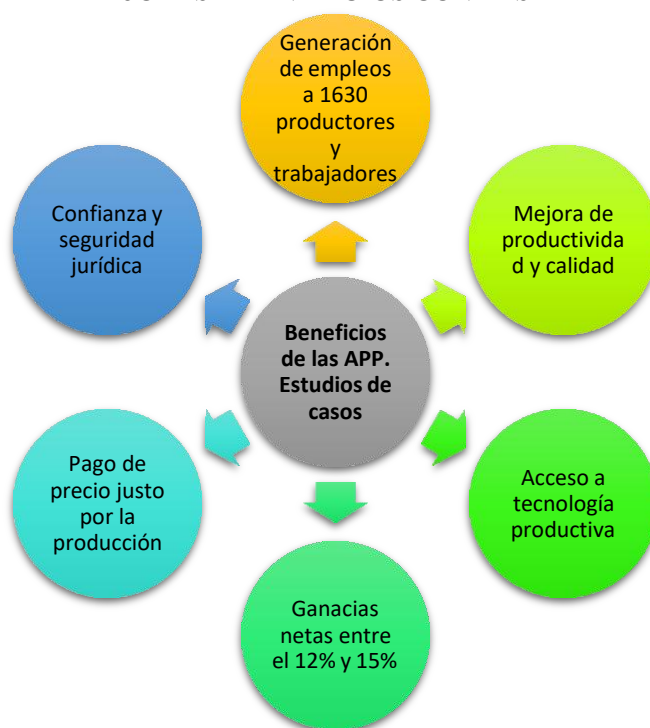 Generación
de empleos
a 1630
productores
y
trabajadores
Confianza y
seguridad
jurídica
Mejora de
productivida
d y calidad
Beneficios
de las APP.
Estudios de
casos
Pago de
precio justo
por la
producción
Acceso a
tecnología
productiva
Ganacias
netas entre
el 12% y 15%